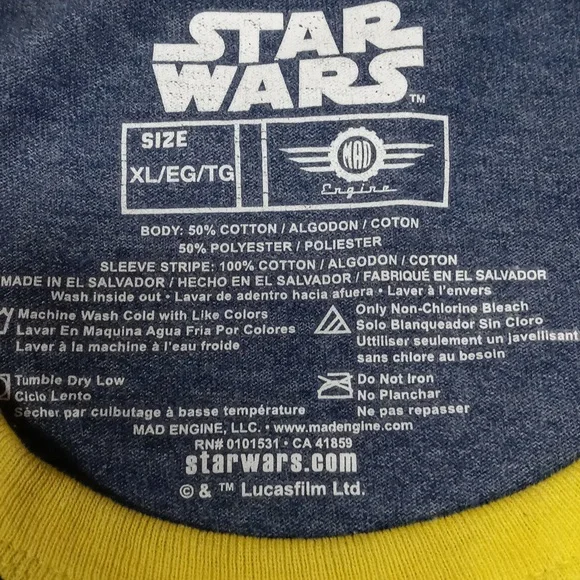 STAR
WARS™
SIZE
XL/EG/TG
MAD
Engine
BODY: 50% COTTON / ALGODON / COTON
50% POLYESTER / POLIESTER
SLEEVE STRIPE: 100% COTTON / ALGODON / COTON
MADE IN EL SALVADOR / HECHO EN EL SALVADOR / FABRIQUÉ EN EL SALVADOR
Wash inside out • Lavar de adentro hacia afuera • Laver à l'envers
Machine Wash Cold with Like Colors
Lavar En Maquina Agua Fria Por Colores
Laver à la machine à l'eau froide
Only Non-Chlorine Bleach
Solo Blanqueador Sin Cloro
Utiliser seulement un javellisant
sans chlore au besoin
Tumble Dry Low
Ciclo Lento
Sécher par culbutage à basse température
Do Not Iron
No Planchar
Ne pas repasser
MAD ENGINE, LLC. • www.madengine.com
RN# 0101531 • CA 41859
starwars.com
© & ™ Lucasfilm Ltd.